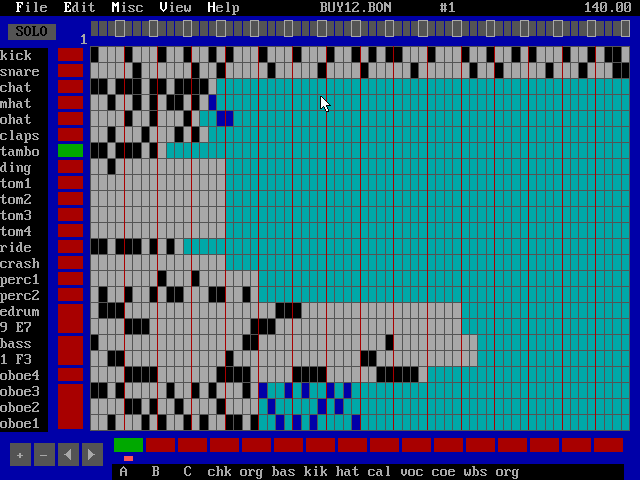 File Edit Misc View Help BUY12.BON #1 140.00
SOLO
1
kick
snare
chat
mhat
ohat
claps
tambo
ding
tom1
tom2
tom3
tom4
ride
crash
perc1
perc2
edrum
9 E7
bass
1 F3
oboe4
oboe3
oboe2
oboe1
+ −
A B C chk org bas kik hat cal voc coe wbs org